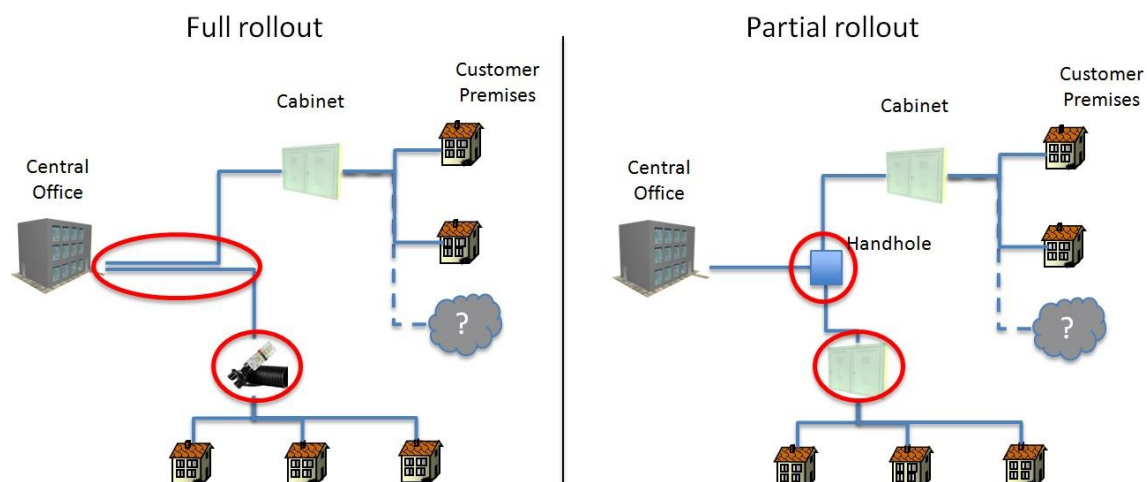 Full rollout
Customer
Premises
Cabinet
Central
Office
?
Partial rollout
Customer
Premises
Cabinet
Central
Office
Handhole
?